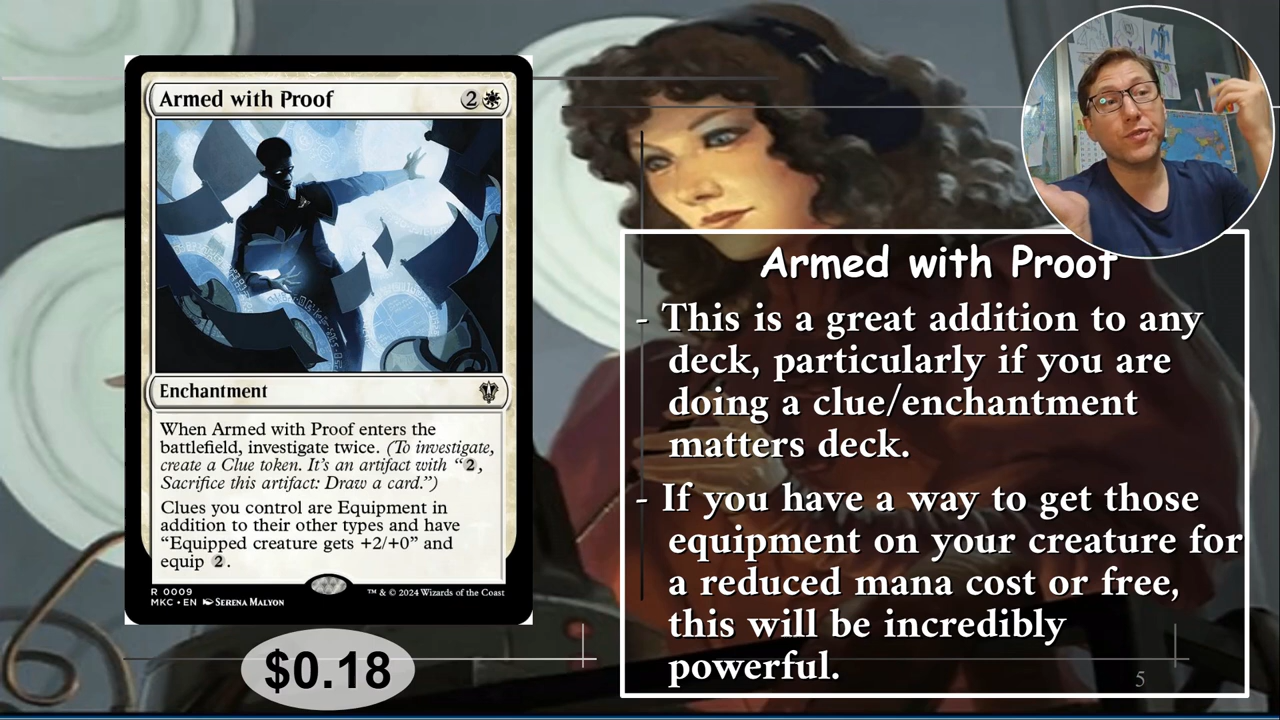 Armed with Proof 2
Enchantment
When Armed with Proof enters the
battlefield, investigate twice. (To investigate,
create a Clue token. It's an artifact with “2,
Sacrifice this artifact: Draw a card.”)
Clues you control are Equipment in
addition to their other types and have
“Equipped creature gets +2/+0” and
equip 2.
R 0009
MKC • EN SERENA MALYON
™ & © 2024 Wizards of the Coast
$0.18
Armed with Proof
- This is a great addition to any
deck, particularly if you are
doing a clue/enchantment
matters deck.
- If you have a way to get those
equipment on your creature for
a reduced mana cost or free,
this will be incredibly
powerful.
5